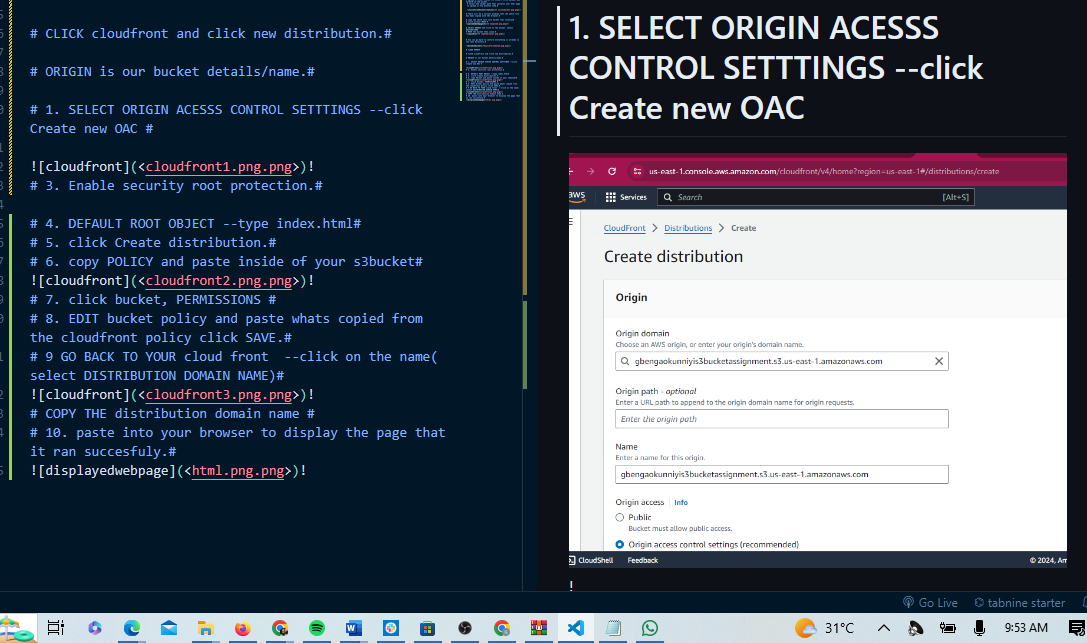 # CLICK cloudfront and click new distribution.#
# ORIGIN is our bucket details/name.#
# 1. SELECT ORIGIN ACESSS CONTROL SETTTINGS --click
Create new OAC #
![cloudfront](<cloudfront1.png.png>)!
# 3. Enable security root protection.#
# 4. DEFAULT ROOT OBJECT --type index.html#
# 5. click Create distribution.#
# 6. copy POLICY and paste inside of your s3bucket#
![cloudfront](<cloudfront2.png.png>)!
# 7. click bucket, PERMISSIONS #
# 8. EDIT bucket policy and paste whats copied from
the cloudfront policy click SAVE.#
# 9 GO BACK TO YOUR cloud front  --click on the name(
select DISTRIBUTION DOMAIN NAME)#
![cloudfront](<cloudfront3.png.png>)!
# COPY THE distribution domain name #
# 10. paste into your browser to display the page that
it ran succesfuly.#
![displayedwebpage](<html.png.png>)!
1. SELECT ORIGIN ACESSS
CONTROL SETTTINGS --click
Create new OAC
us-east-1.console.aws.amazon.com/cloudfront/v4/home?region=us-east-1#/distributions/create
aws
Services
Search
[Alt+S]
CloudFront > Distributions > Create
Create distribution
Origin
Origin domain
Choose an AWS origin, or enter your origin's domain name.
gbengaokunniyis3bucketassignment.s3.us-east-1.amazonaws.com
Origin path - optional
Enter a URL path to append to the origin domain name for origin requests.
Enter the origin path
Name
Enter a name for this origin.
gbengaokunniyis3bucketassignment.s3.us-east-1.amazonaws.com
Origin access Info
Public
Bucket must allow public access.
Origin access control settings (recommended)
CloudShell Feedback © 2024, Am
!
Go Live tabnine starter
31°C 9:53 AM